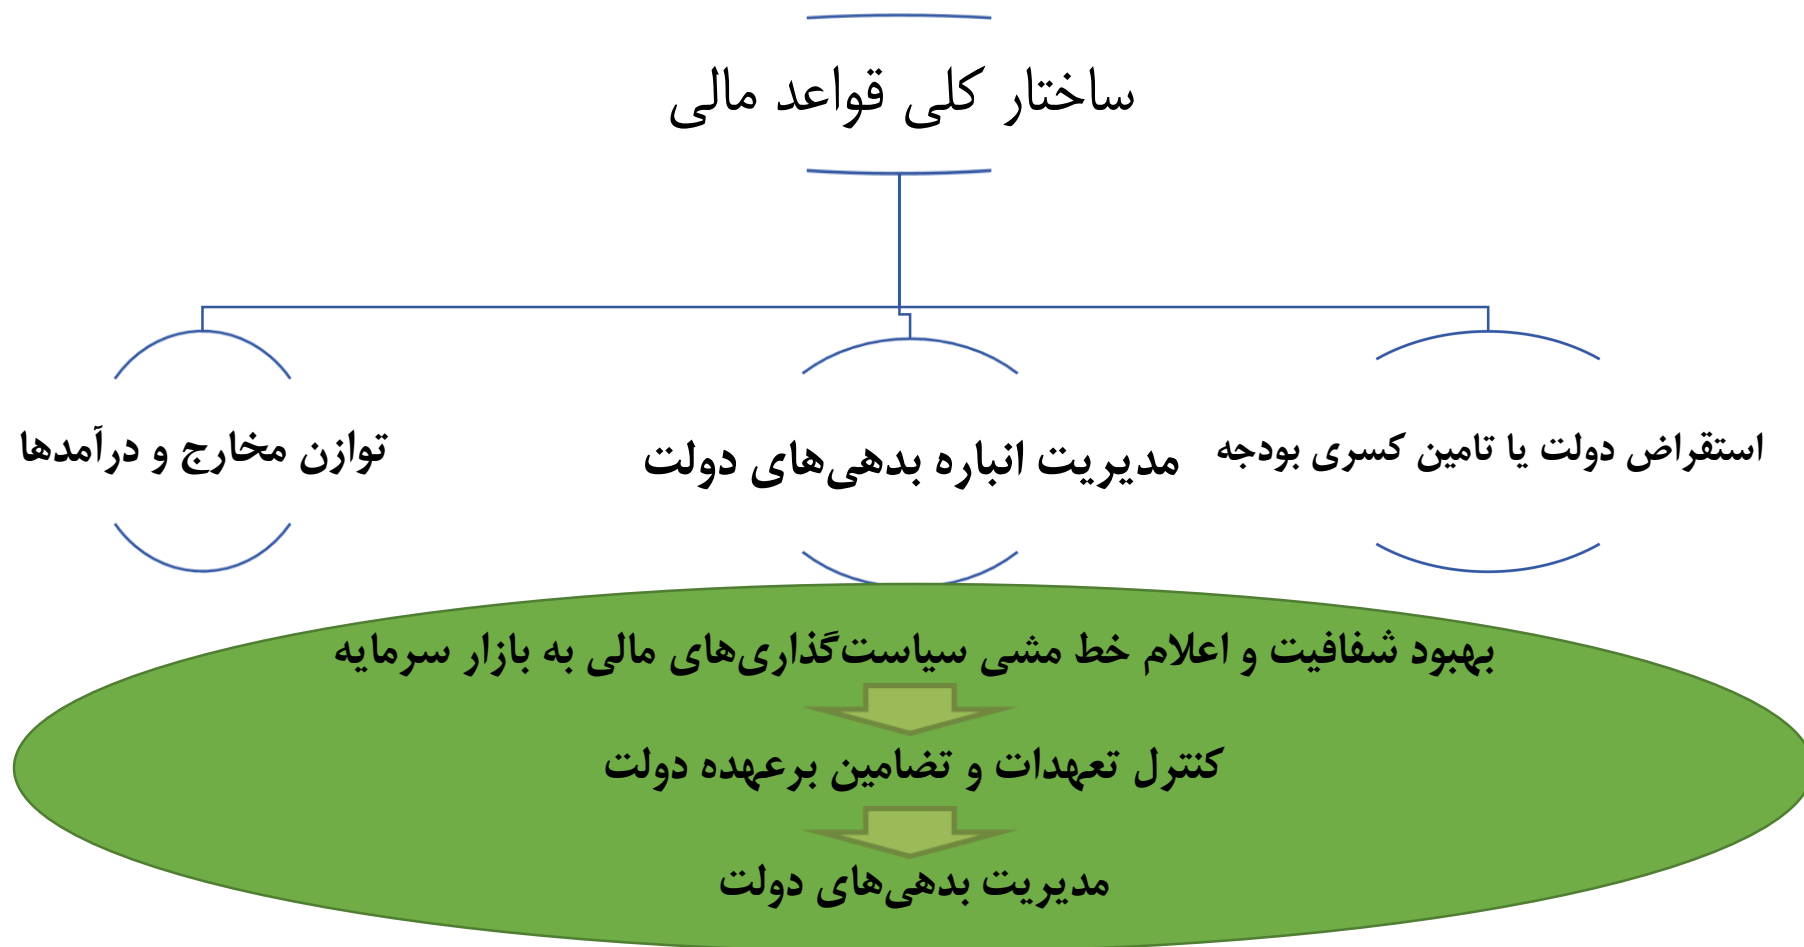 ساختار کلی قواعد مالی
استقراض دولت یا تامین کسری بودجه
مدیریت انباره بدهی‌های دولت
توازن مخارج و درآمدها
بهبود شفافیت و اعلام خط مشی سیاست‌گذاری‌های مالی به بازار سرمایه
کنترل تعهدات و تضامین برعهده دولت
مدیریت بدهی‌های دولت